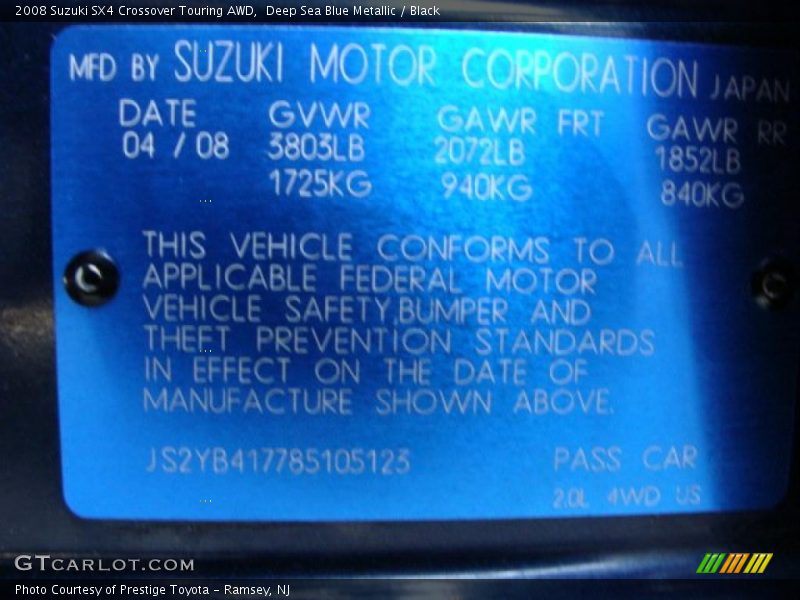 2008 Suzuki SX4 Crossover Touring AWD, Deep Sea Blue Metallic / Black
MFD BY SUZUKI MOTOR CORPORATION JAPAN
DATE GVWR GAWR FRT GAWR RR
04 / 08 3803LB 2072LB 1852LB
1725KG 940KG 840KG
THIS VEHICLE CONFORMS TO ALL
APPLICABLE FEDERAL MOTOR
VEHICLE SAFETY,BUMPER AND
THEFT PREVENTION STANDARDS
IN EFFECT ON THE DATE OF
MANUFACTURE SHOWN ABOVE.
JS2YB417785105123 PASS CAR
2.0L 4WD US
GTCARLOT.COM
Photo Courtesy of Prestige Toyota - Ramsey, NJ